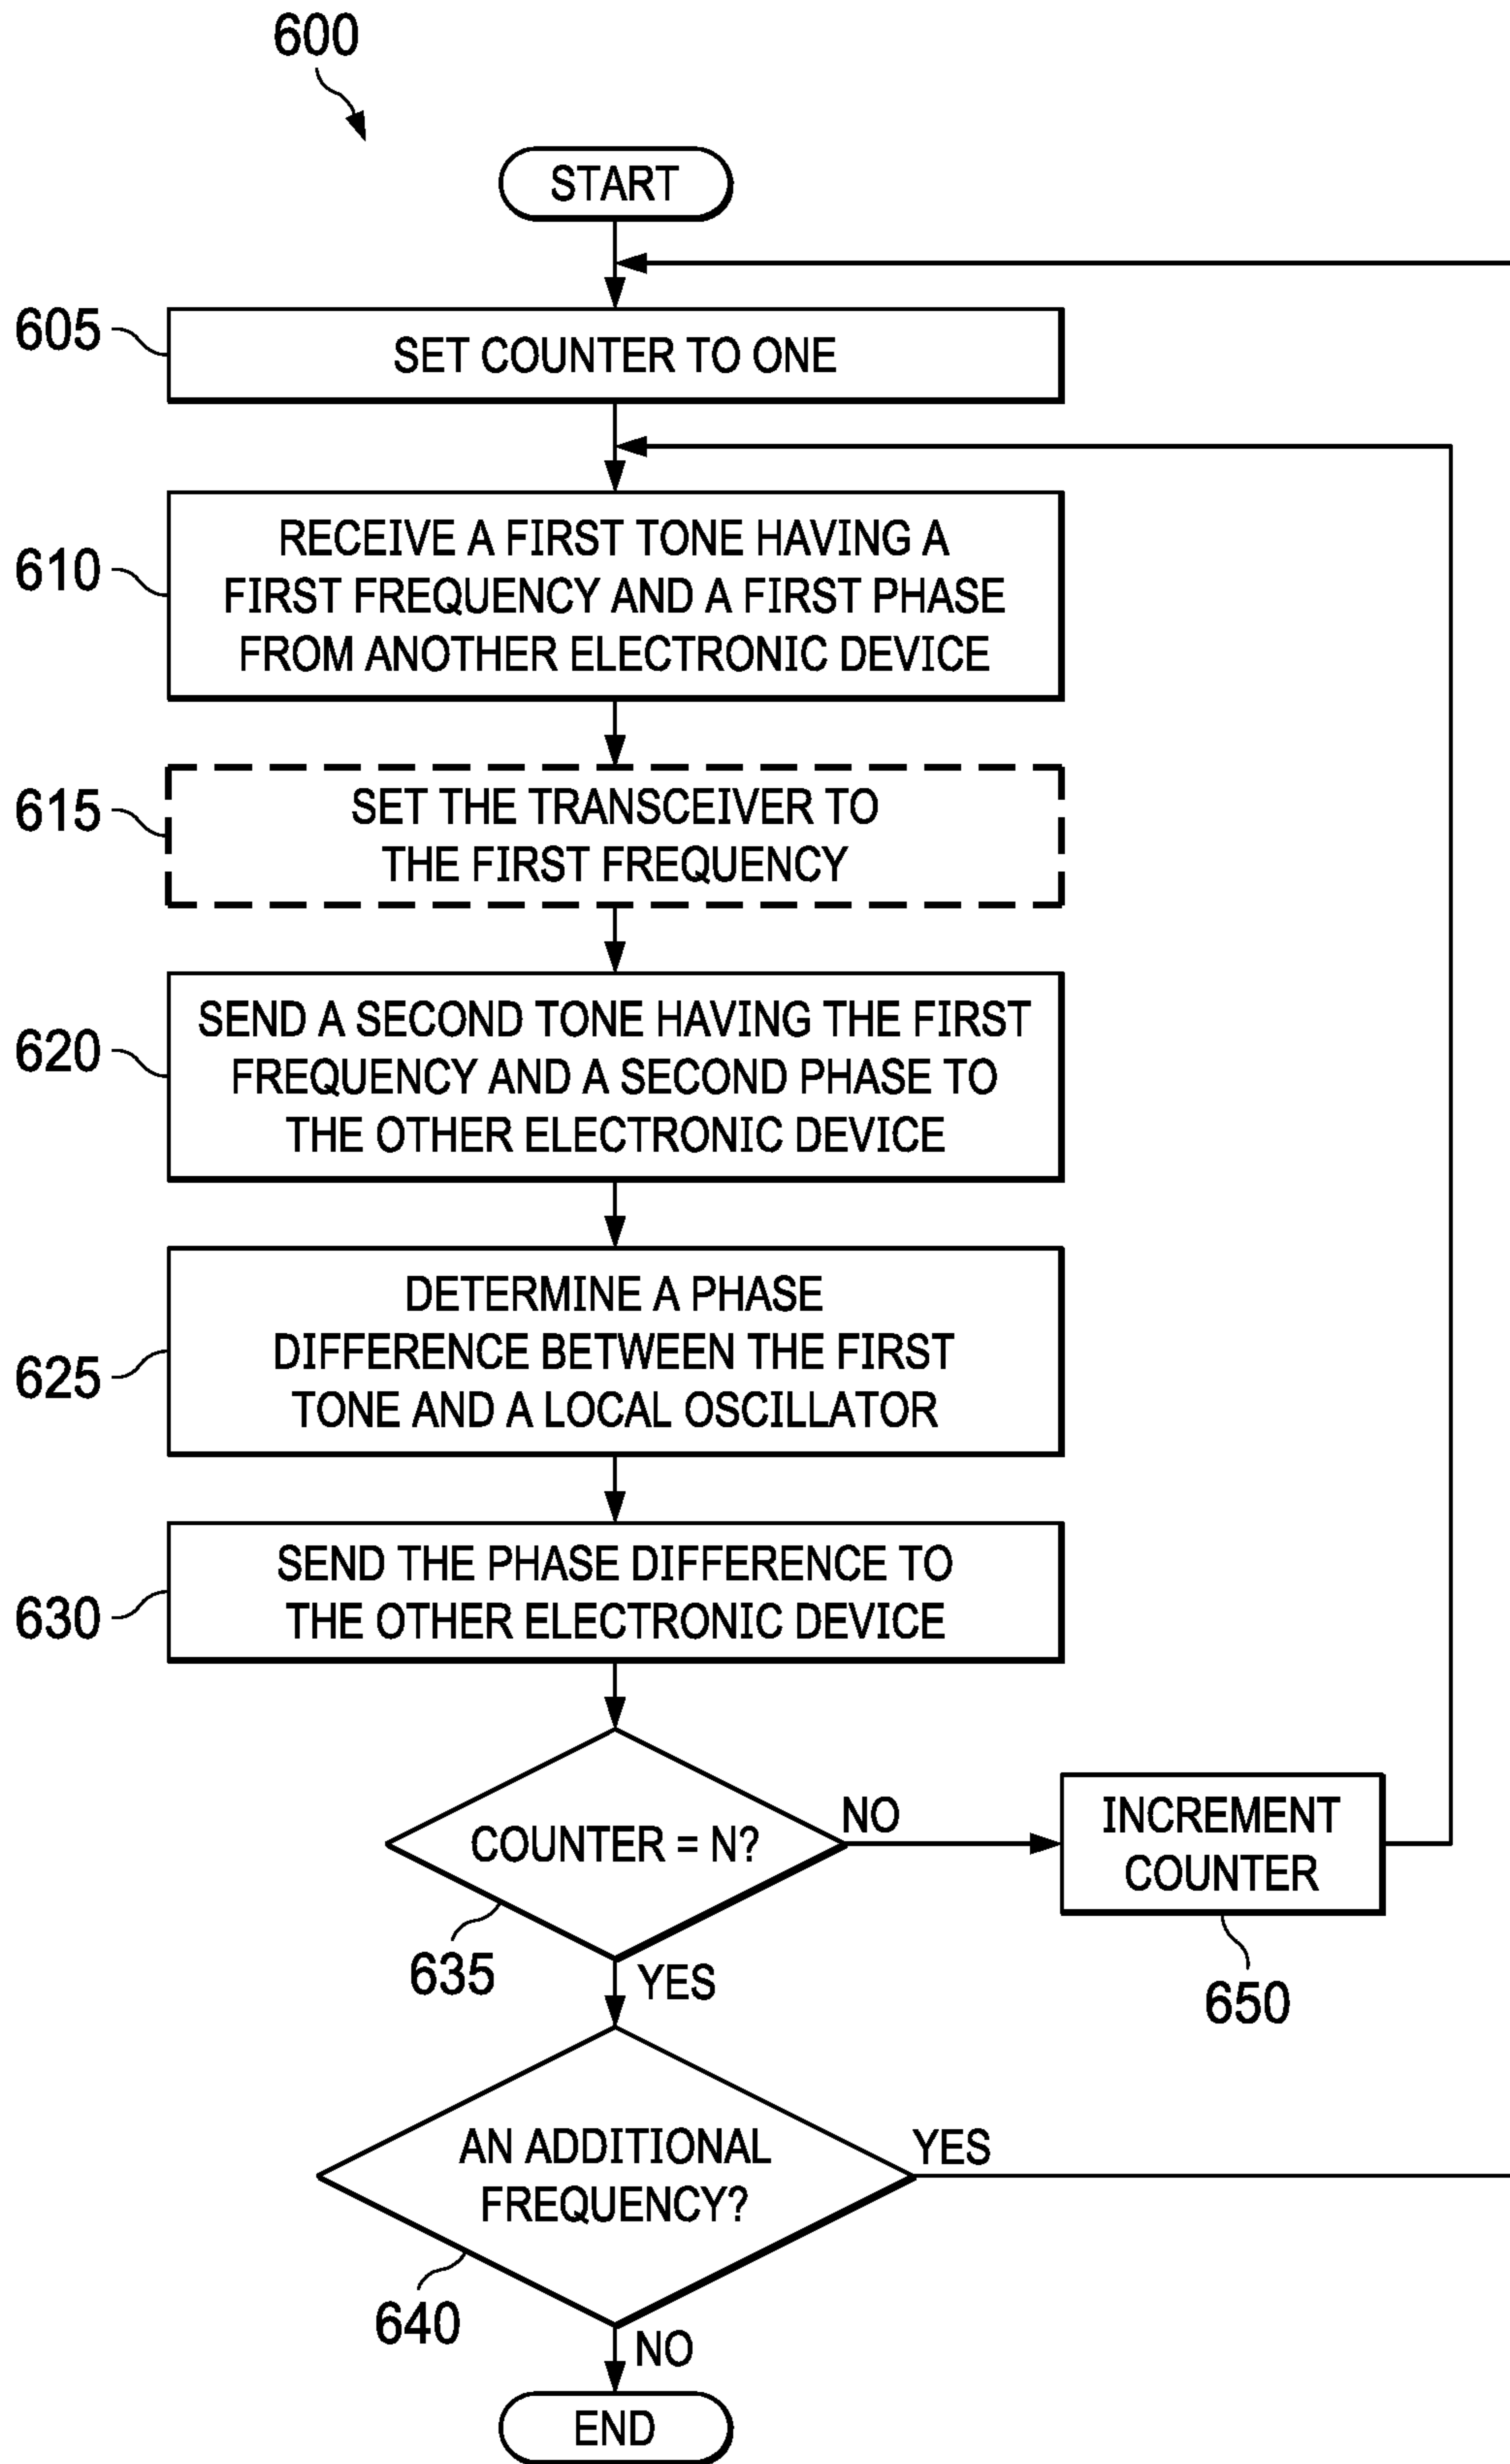 600
START
605
SET COUNTER TO ONE
610
RECEIVE A FIRST TONE HAVING A
FIRST FREQUENCY AND A FIRST PHASE
FROM ANOTHER ELECTRONIC DEVICE
615
SET THE TRANSCEIVER TO
THE FIRST FREQUENCY
620
SEND A SECOND TONE HAVING THE FIRST
FREQUENCY AND A SECOND PHASE TO
THE OTHER ELECTRONIC DEVICE
625
DETERMINE A PHASE
DIFFERENCE BETWEEN THE FIRST
TONE AND A LOCAL OSCILLATOR
630
SEND THE PHASE DIFFERENCE TO
THE OTHER ELECTRONIC DEVICE
COUNTER = N?
NO
INCREMENT
COUNTER
635
YES
650
AN ADDITIONAL
FREQUENCY?
YES
640
NO
END